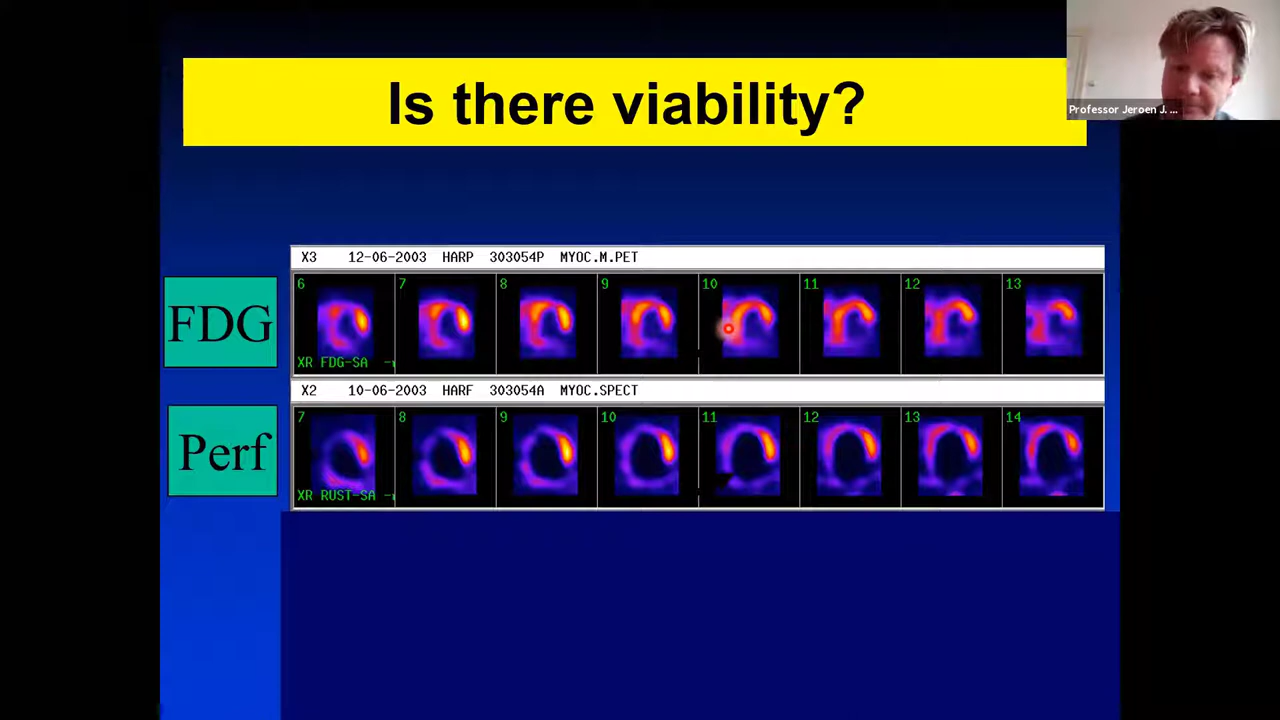 Is there viability?
Professor Jeroen J. ...
X3 12-06-2003 HARP 303054P MYOC.M.PET
FDG
6 7 8 9 10 11 12 13
XR FDG-SA -
X2 10-06-2003 HARF 303054A MYOC.SPECT
Perf
7 8 9 10 11 12 13 14
XR RUST-SA -